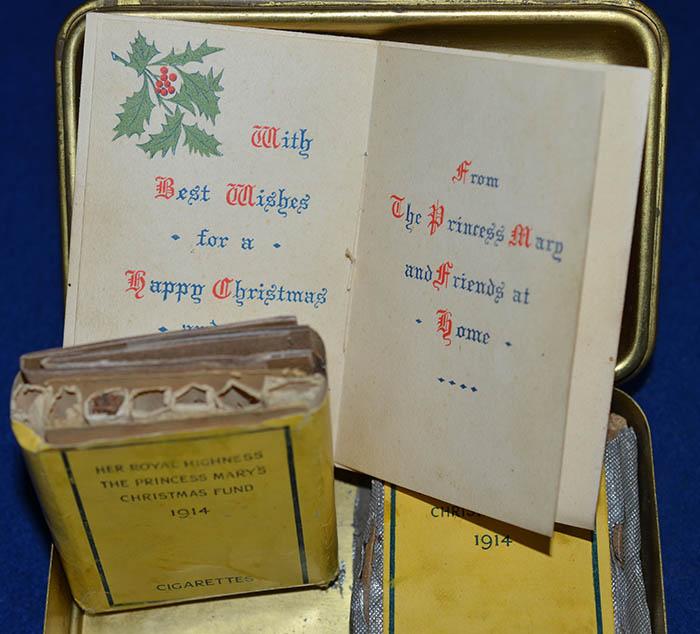 With
Best Wishes
for a
Happy Christmas
and
From
The Princess Mary
and Friends at
Home
HER ROYAL HIGHNESS
THE PRINCESS MARY'S
CHRISTMAS FUND
1914
CIGARETTES
1914